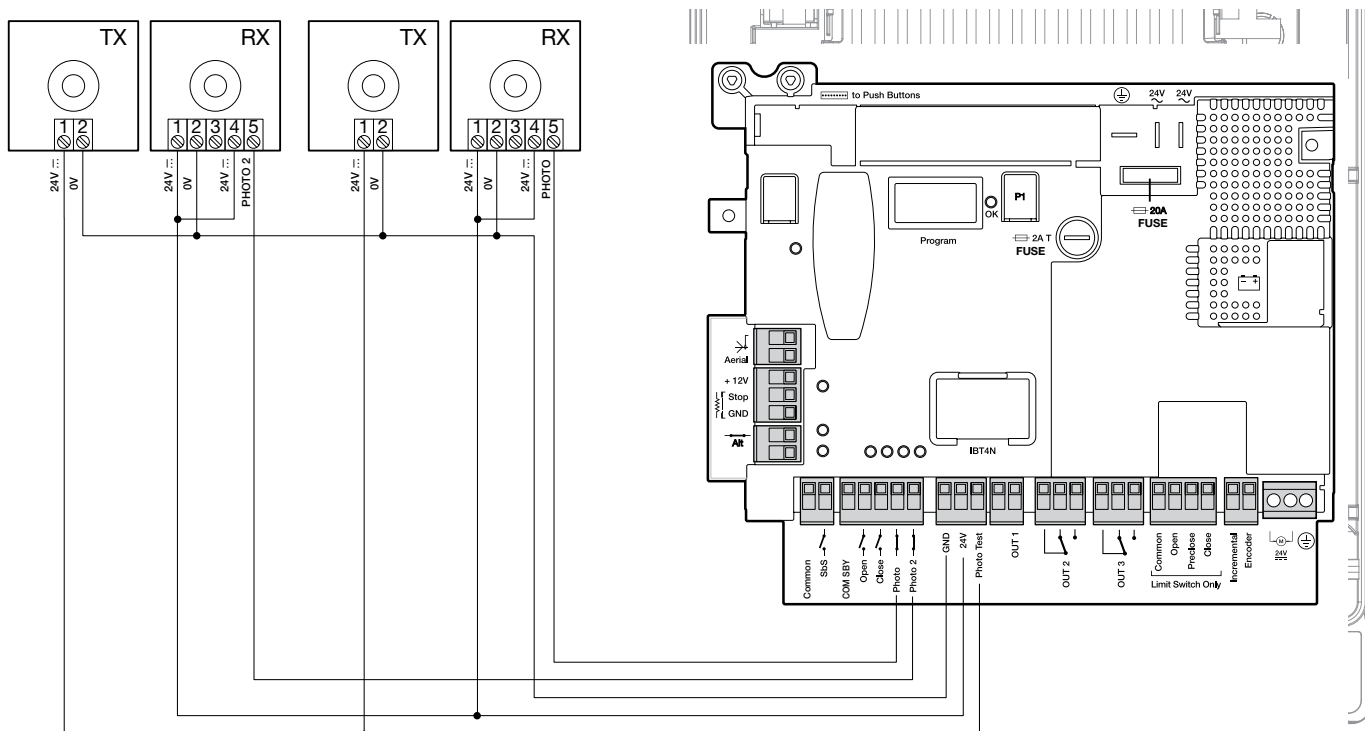 TX
RX
TX
RX
1 2
1 2 3 4 5
1 2
1 2 3 4 5
24V
0V
24V
0V
24V
PHOTO 2
24V
0V
24V
0V
24V
PHOTO
to Push Buttons
24V 24V
P1
OK
Program
2A T
FUSE
20A
FUSE
- +
Aerial
+ 12V
Stop
GND
Alt
IBT4N
Common
SbS
COM SBY
Open
Close
Photo
Photo 2
GND
24V
Photo Test
OUT 1
OUT 2
OUT 3
Common
Open
Preclose
Close
Limit Switch Only
Incremental
Encoder
M
24V